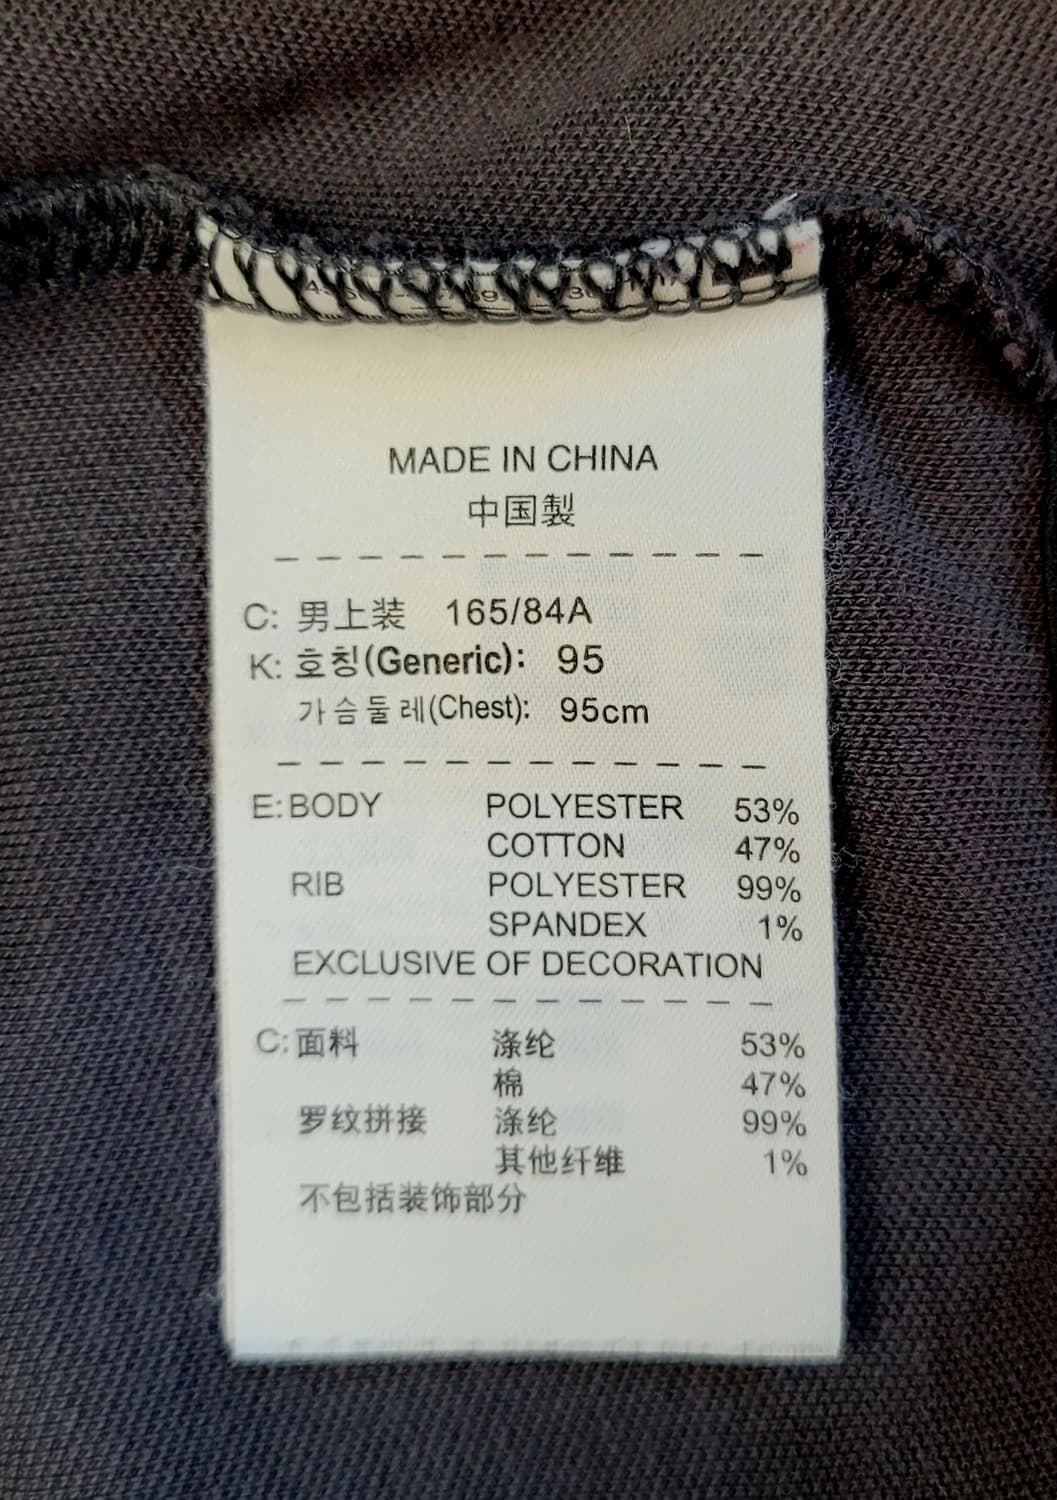 MADE IN CHINA
中国製
C: 男上装 165/84A
K: 호칭(Generic): 95
가슴둘레(Chest): 95cm
E: BODY POLYESTER 53%
COTTON 47%
RIB POLYESTER 99%
SPANDEX 1%
EXCLUSIVE OF DECORATION
C: 面料 涤纶 53%
棉 47%
罗纹拼接 涤纶 99%
其他纤维 1%
不包括装饰部分